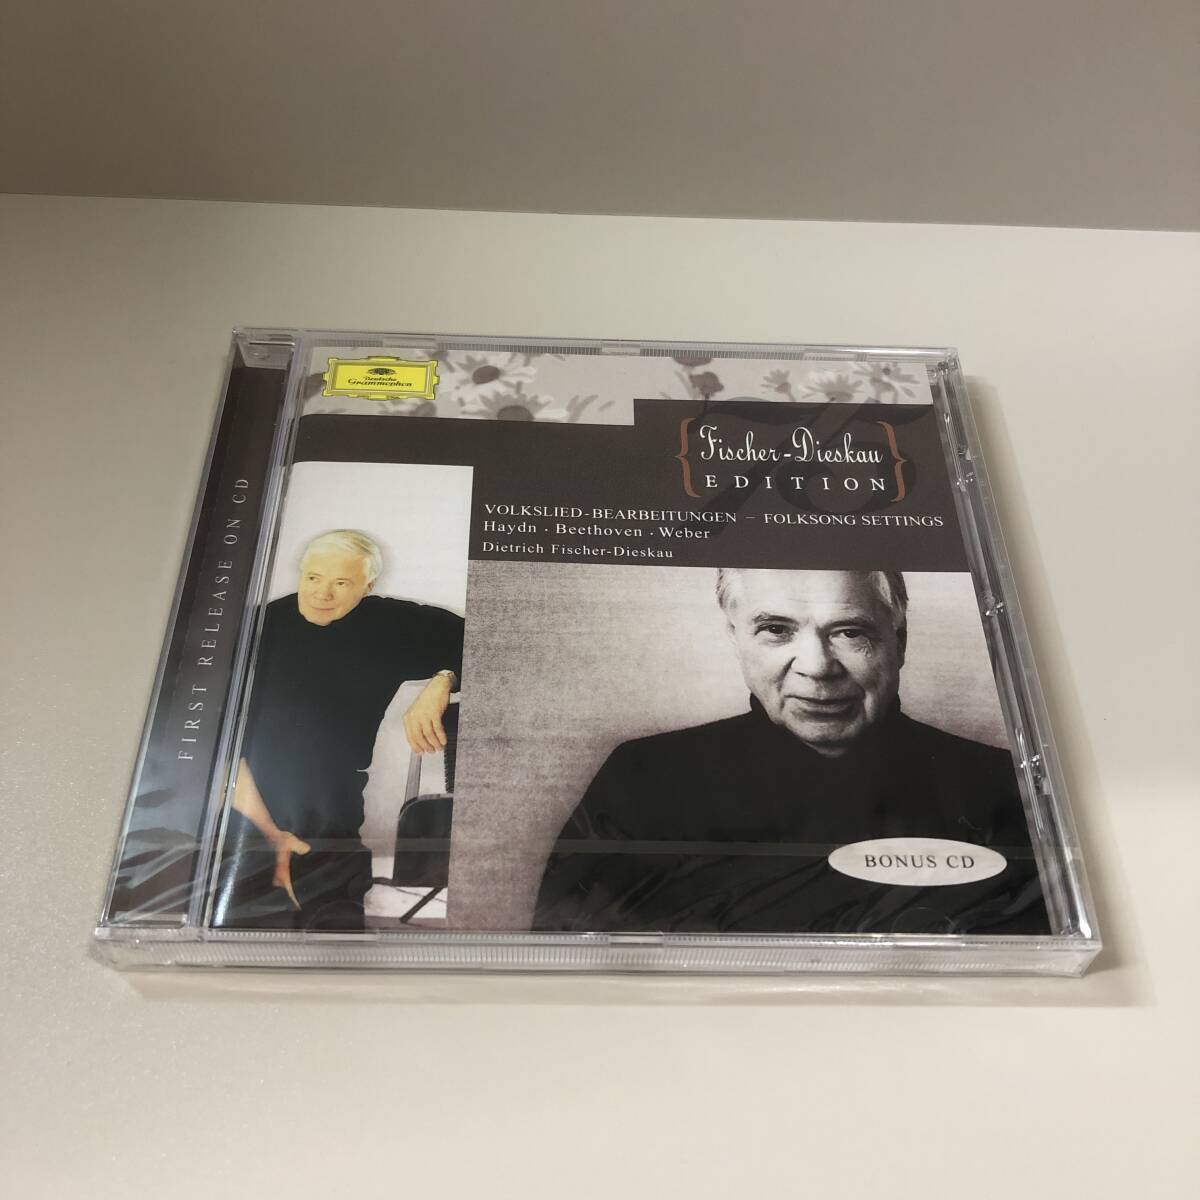 Deutsche
Grammophon
75
Fischer-Dieskau
EDITION
VOLKSLIED-BEARBEITUNGEN – FOLKSONG SETTINGS
Haydn · Beethoven · Weber
Dietrich Fischer-Dieskau
FIRST RELEASE ON CD
BONUS CD